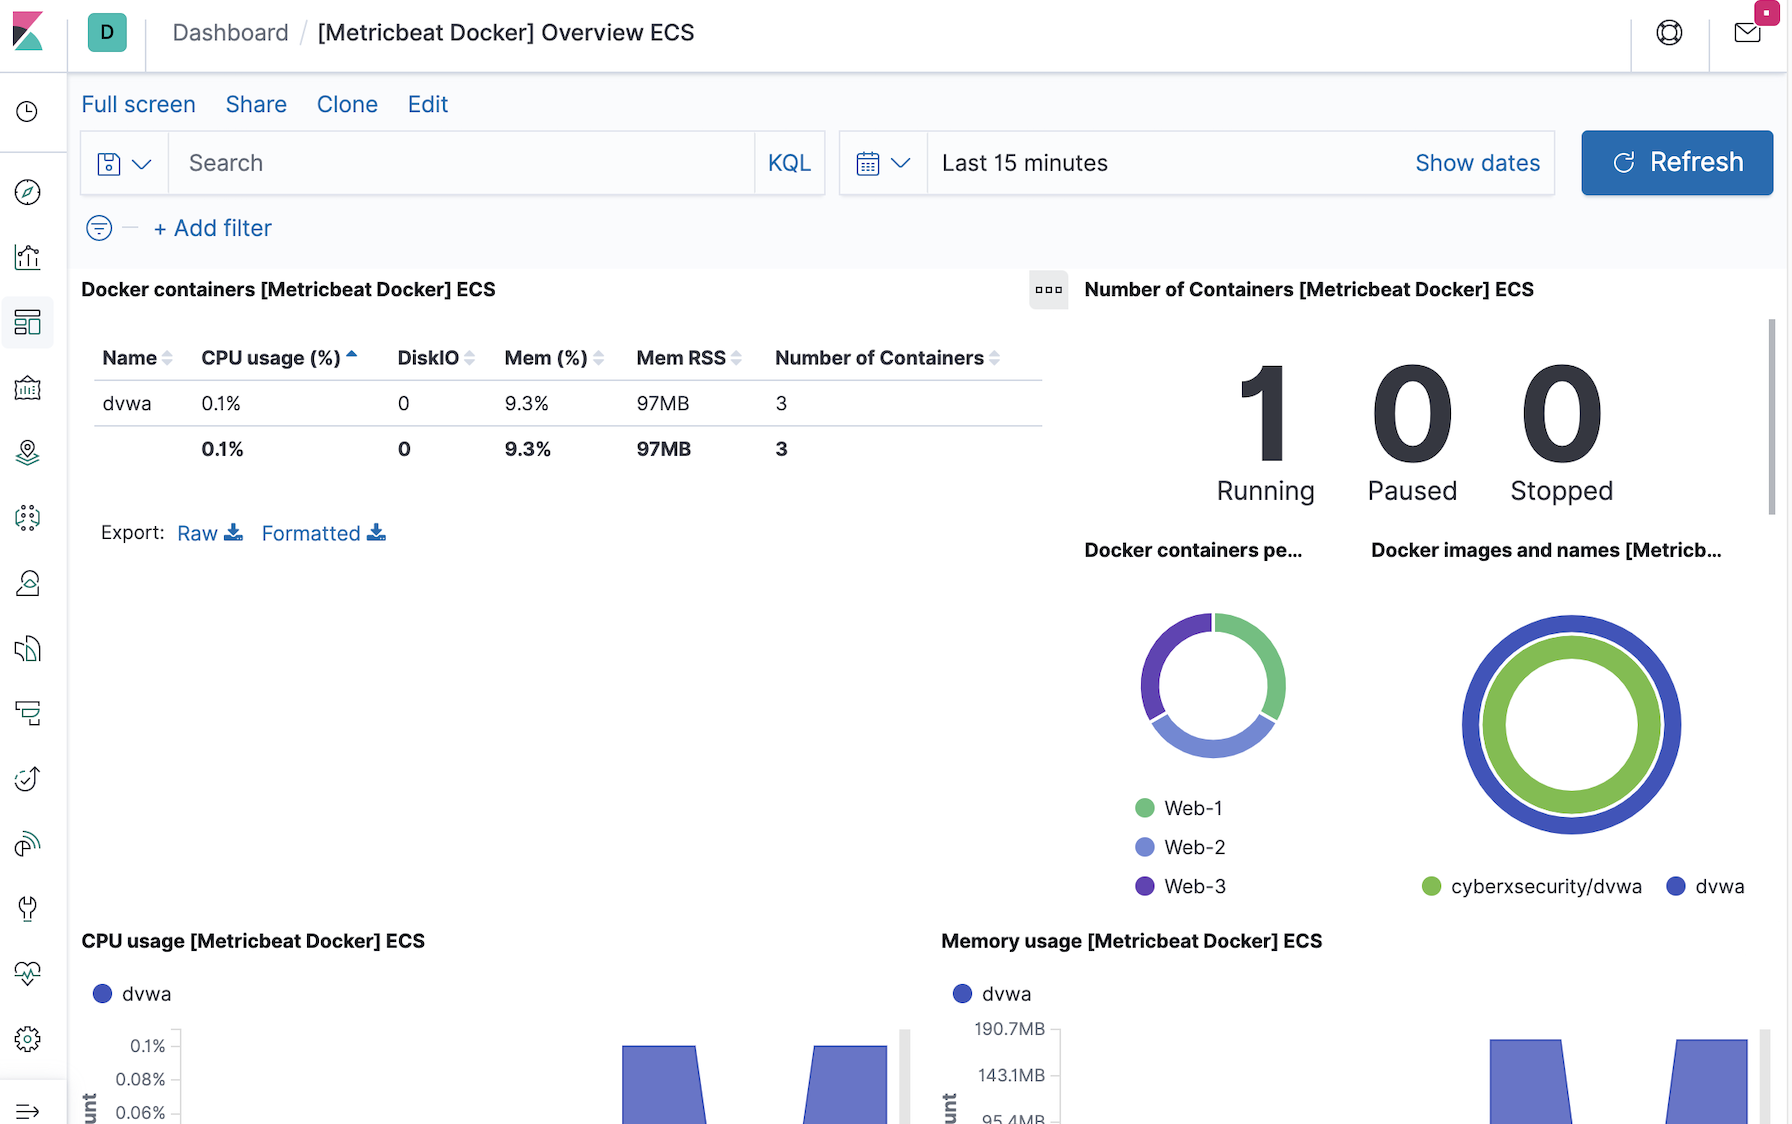 D Dashboard / [Metricbeat Docker] Overview ECS
Full screen Share Clone Edit
Search KQL Last 15 minutes Show dates Refresh
+ Add filter
Docker containers [Metricbeat Docker] ECS
Name CPU usage (%) DiskIO Mem (%) Mem RSS Number of Containers
dvwa 0.1% 0 9.3% 97MB 3
0.1% 0 9.3% 97MB 3
Export: Raw Formatted
Number of Containers [Metricbeat Docker] ECS
1 0 0
Running Paused Stopped
Docker containers pe...
Web-1
Web-2
Web-3
Docker images and names [Metricb...
cyberxsecurity/dvwa dvwa
CPU usage [Metricbeat Docker] ECS
dvwa
0.1%
0.08%
0.06%
unt
Memory usage [Metricbeat Docker] ECS
dvwa
190.7MB
143.1MB
95.4MB
unt